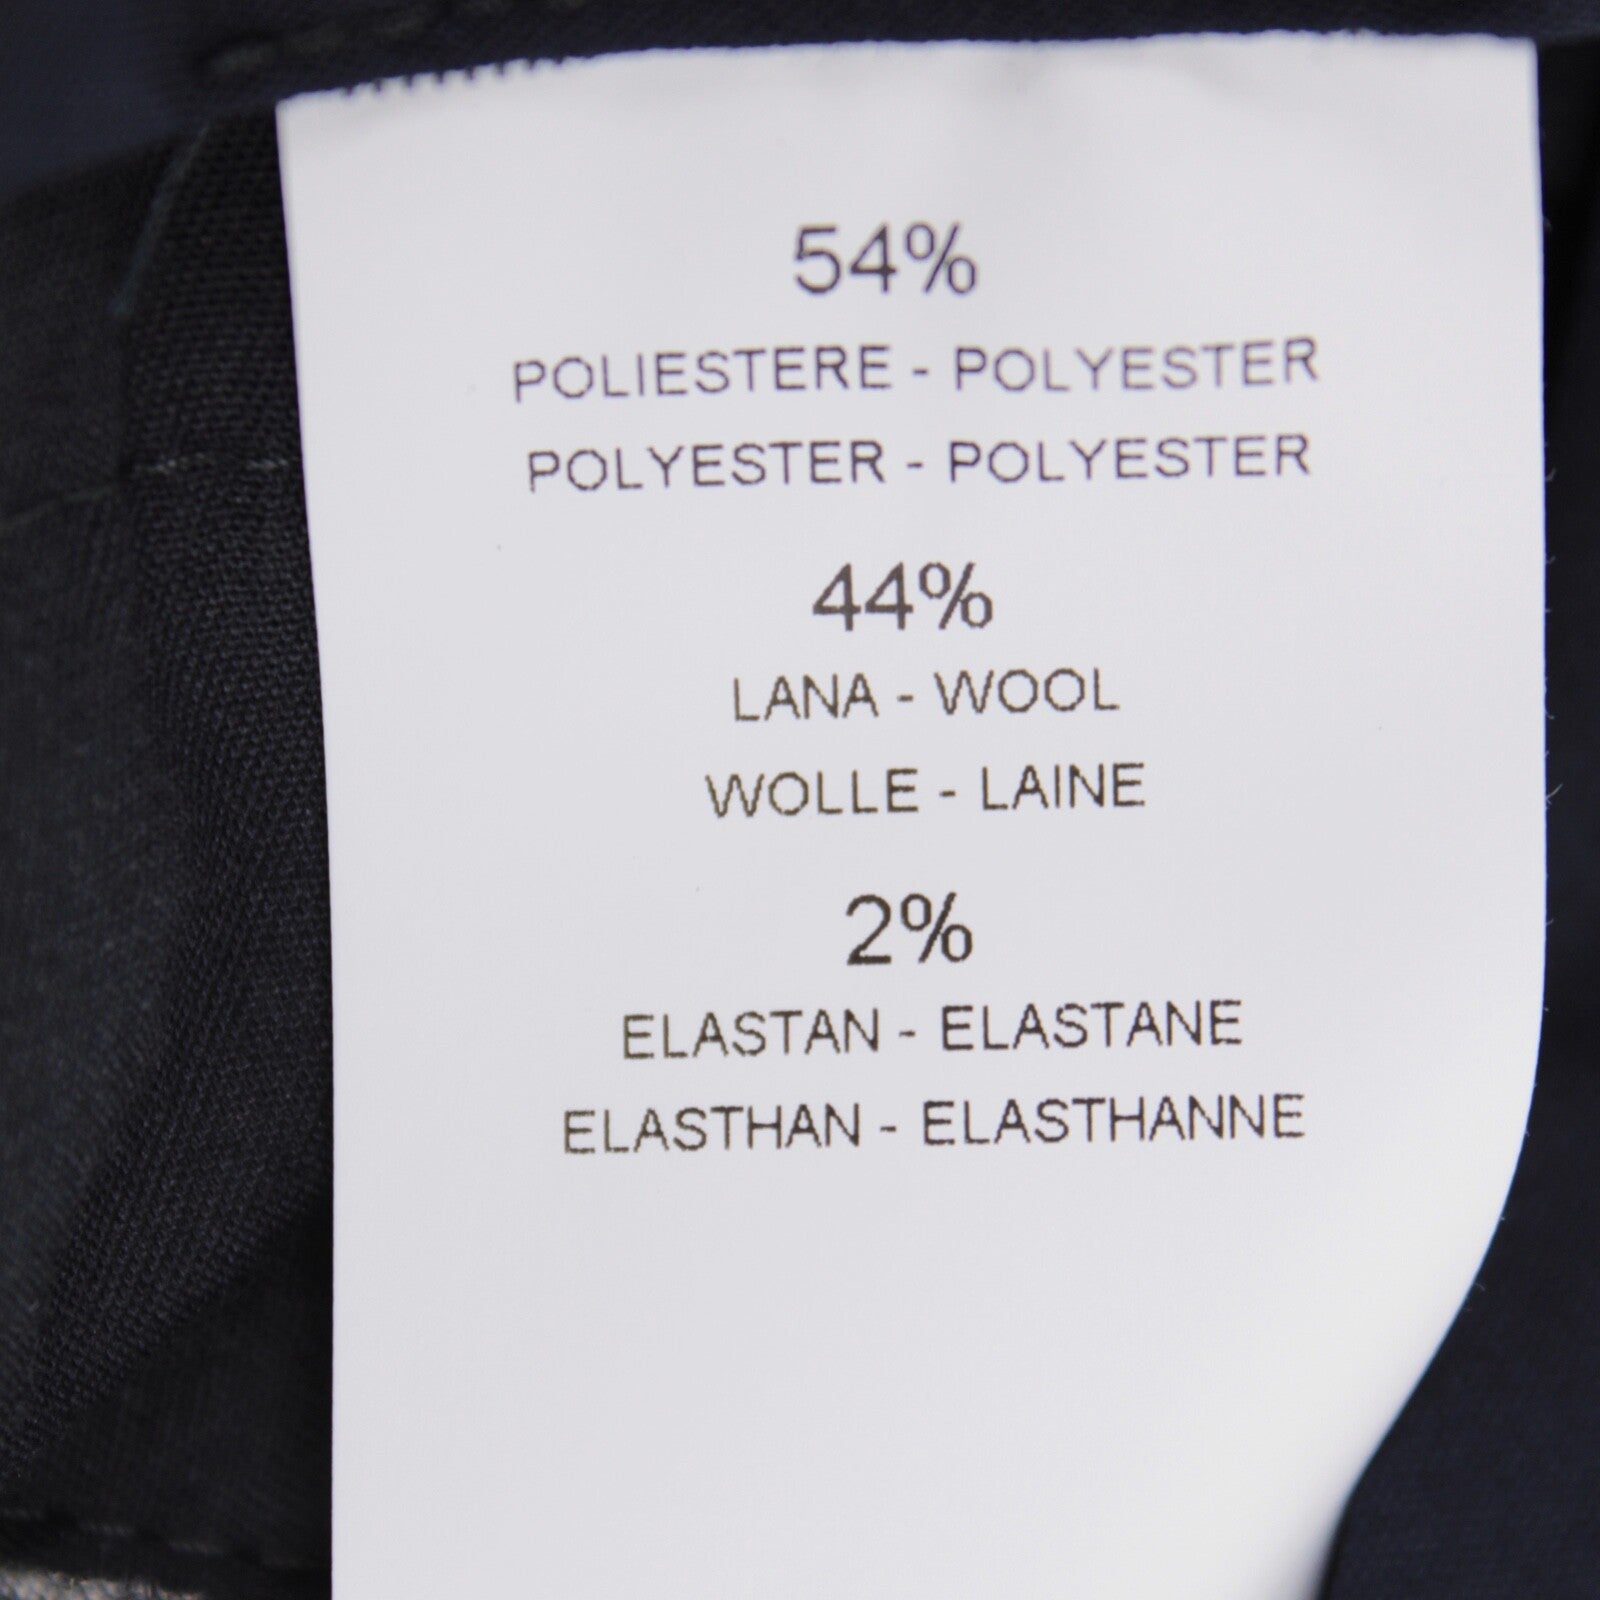 54%
POLIESTERE - POLYESTER
POLYESTER - POLYESTER
44%
LANA - WOOL
WOLLE - LAINE
2%
ELASTAN - ELASTANE
ELASTHAN - ELASTHANNE